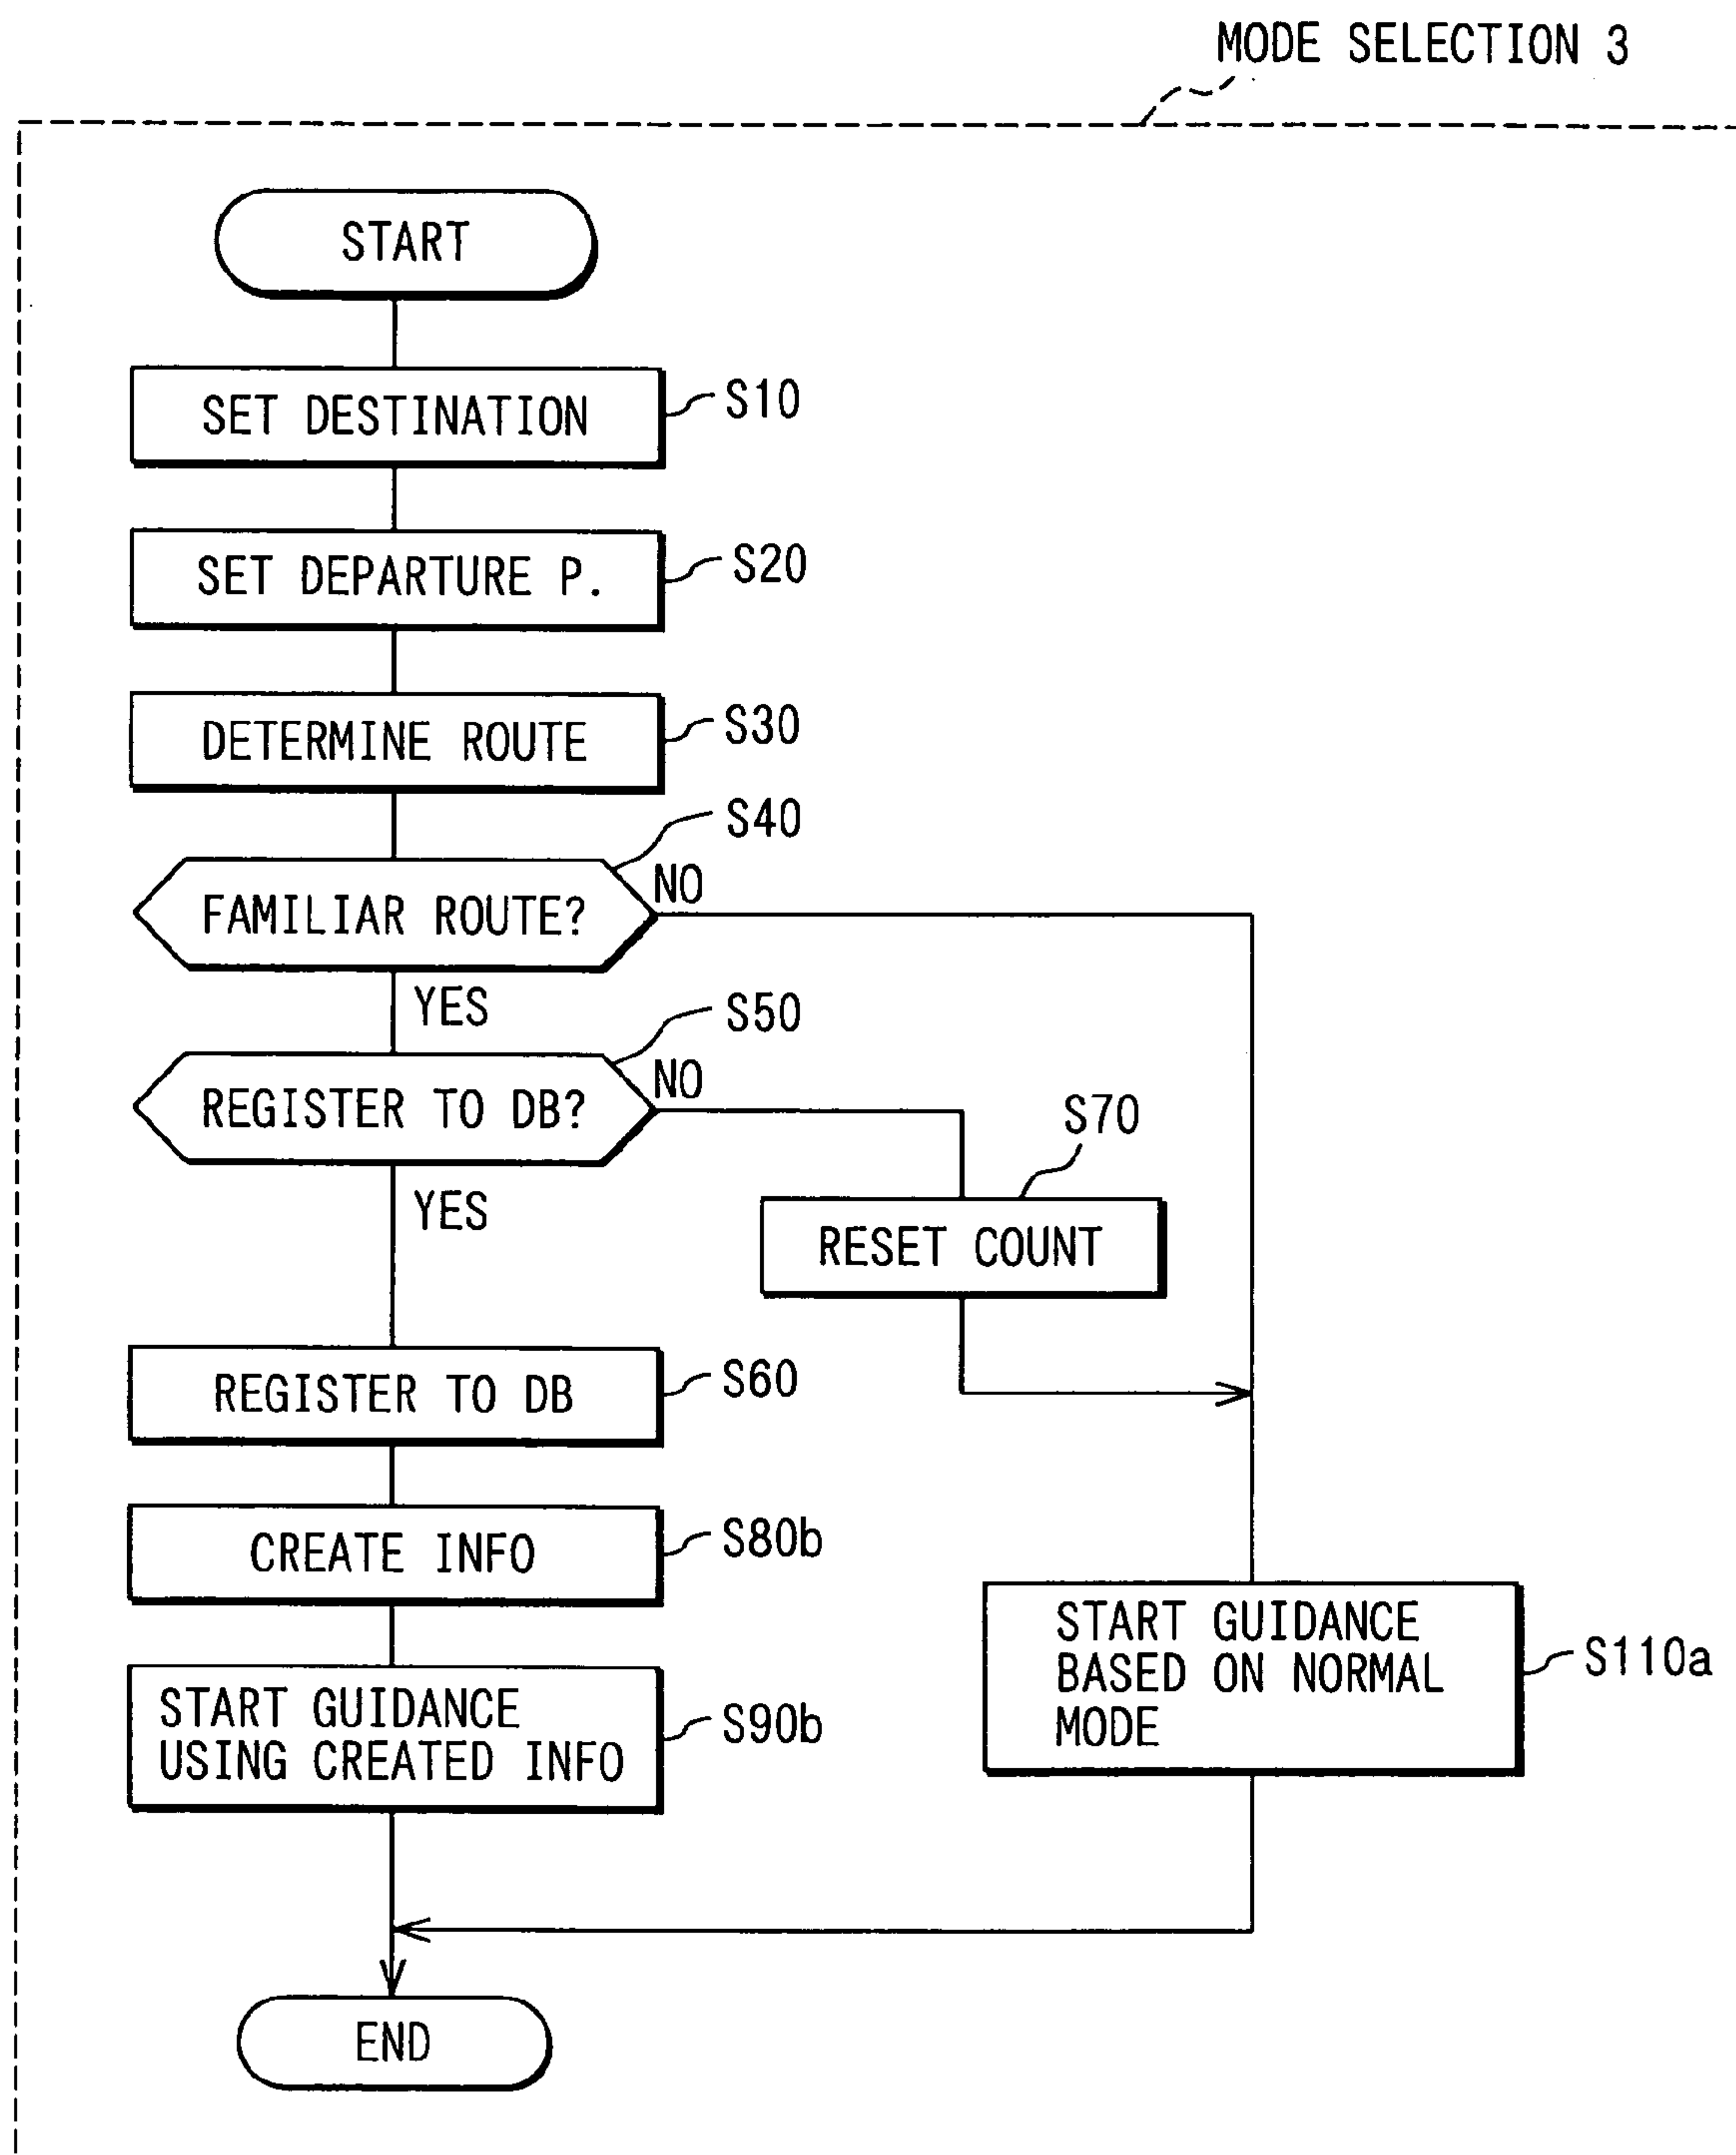 MODE SELECTION 3
START
SET DESTINATION
S10
SET DEPARTURE P.
S20
DETERMINE ROUTE
S30
S40
FAMILIAR ROUTE?
NO
YES
S50
REGISTER TO DB?
NO
YES
S70
RESET COUNT
REGISTER TO DB
S60
CREATE INFO
S80b
START GUIDANCE
USING CREATED INFO
S90b
START GUIDANCE
BASED ON NORMAL
MODE
S110a
END